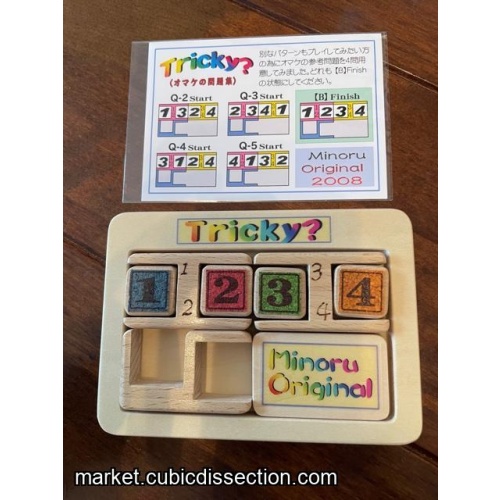 Tricky?
(オマケの問題集)
別なパターンもプレイしてみたい方
の為にオマケの参考問題を4問用
意してみました。どれも【B】Finish
の状態にしてください。
Q-2 Start
1 3 2 4
Q-3 Start
2 3 4 1
【B】 Finish
1 2 3 4
Q-4 Start
3 1 2 4
Q-5 Start
4 1 3 2
Minoru
Original
2008
Tricky?
1 1 2 3 3 4
2 4
Minoru
Original
market.cubicdissection.com